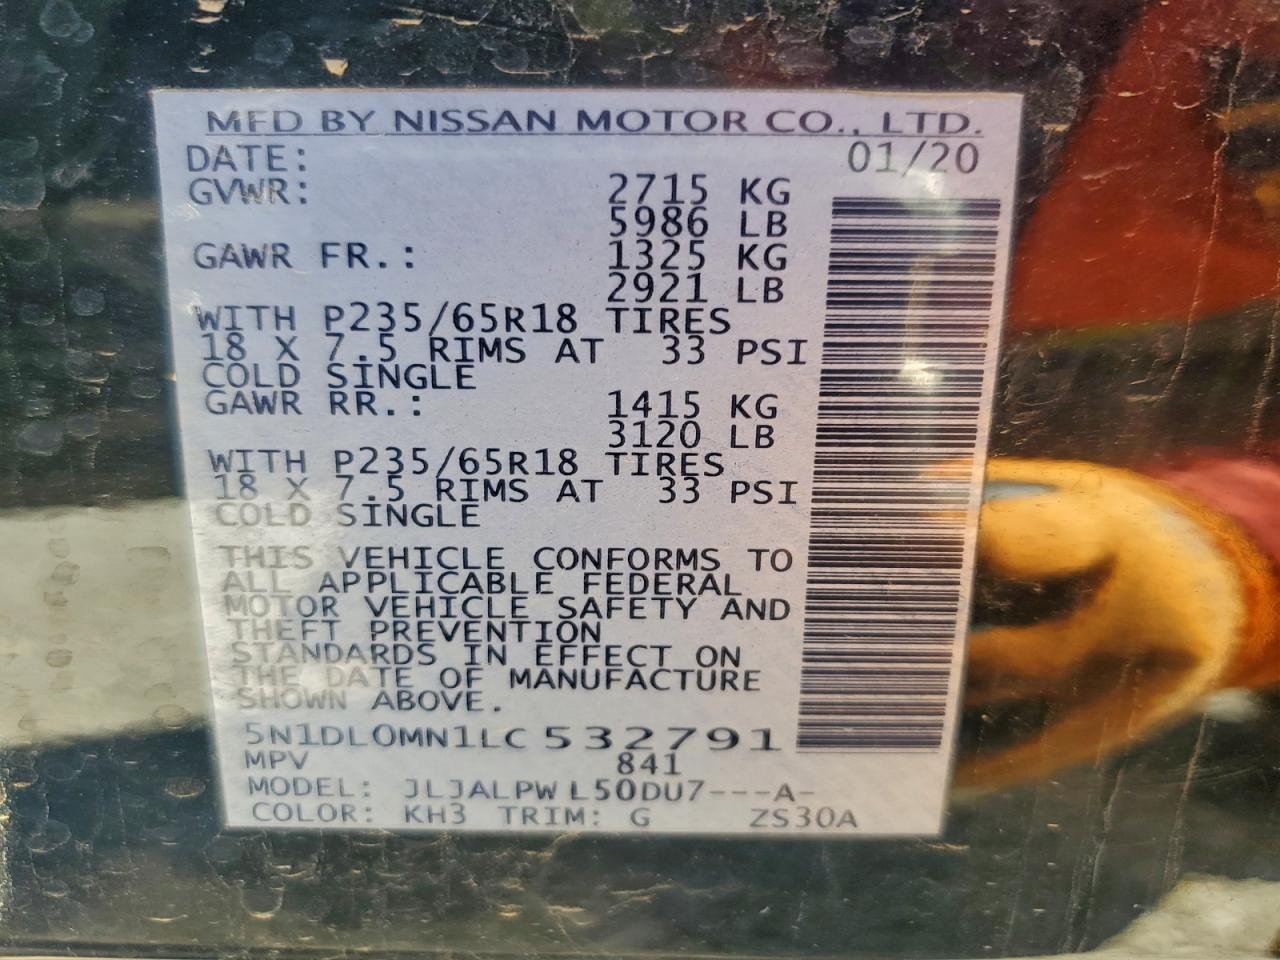 MFD BY NISSAN MOTOR CO., LTD.
DATE: 01/20
GVWR: 2715 KG
5986 LB
GAWR FR.: 1325 KG
2921 LB
WITH P235/65R18 TIRES
18 X 7.5 RIMS AT 33 PSI
COLD SINGLE
GAWR RR.: 1415 KG
3120 LB
WITH P235/65R18 TIRES
18 X 7.5 RIMS AT 33 PSI
COLD SINGLE
THIS VEHICLE CONFORMS TO
ALL APPLICABLE FEDERAL
MOTOR VEHICLE SAFETY AND
THEFT PREVENTION
STANDARDS IN EFFECT ON
THE DATE OF MANUFACTURE
SHOWN ABOVE.
5N1DL0MN1LC532791
MPV 841
MODEL: JLJALPWL50DU7---A-
COLOR: KH3 TRIM: G ZS30A